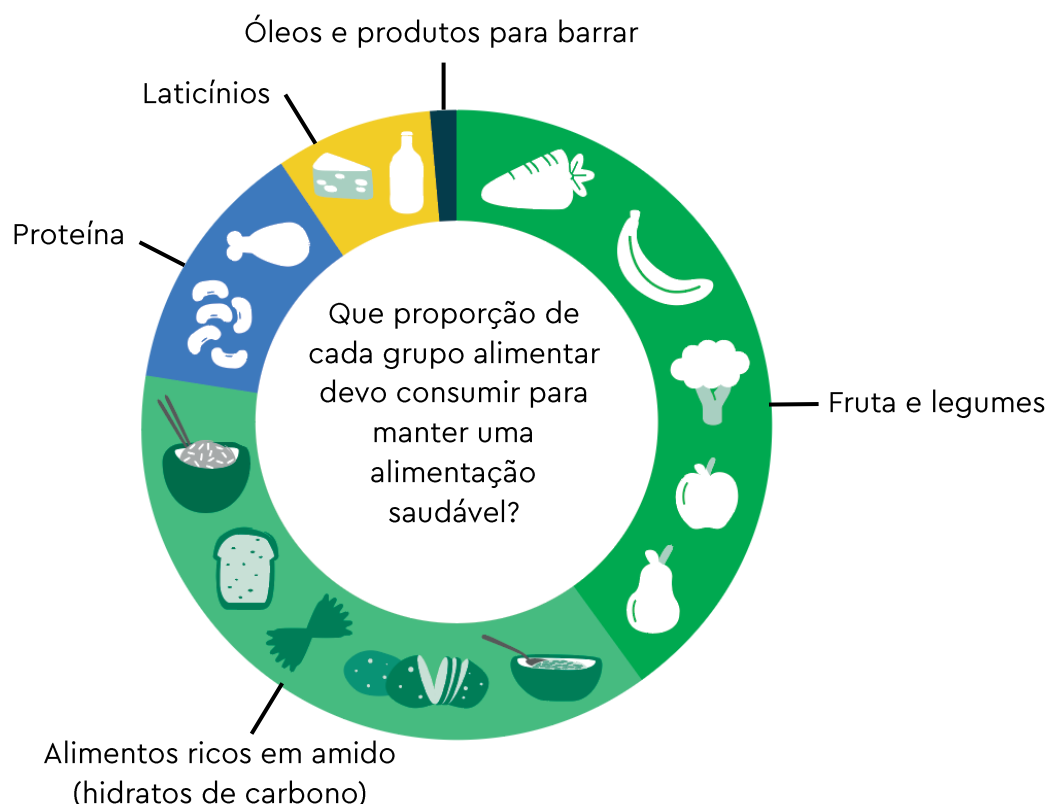 Óleos e produtos para barrar
Laticínios
Proteína
Que proporção de
cada grupo alimentar
devo consumir para
manter uma
alimentação
saudável?
Fruta e legumes
Alimentos ricos em amido
(hidratos de carbono)